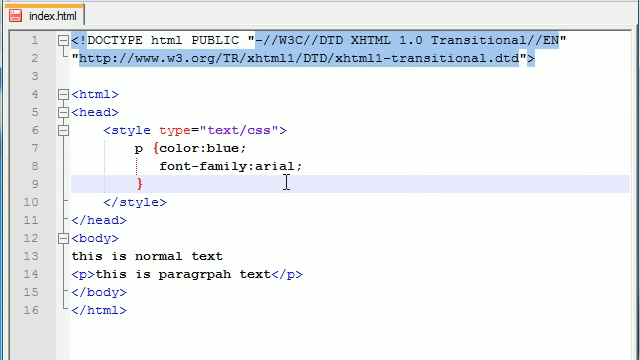 index.html
1 <!DOCTYPE html PUBLIC "-//W3C//DTD XHTML 1.0 Transitional//EN"
2 "http://www.w3.org/TR/xhtml1/DTD/xhtml1-transitional.dtd">
3
4 <html>
5 <head>
6 <style type="text/css">
7 p {color:blue;
8 font-family:arial;
9 }
10 </style>
11 </head>
12 <body>
13 this is normal text
14 <p>this is paragrpah text</p>
15 </body>
16 </html>